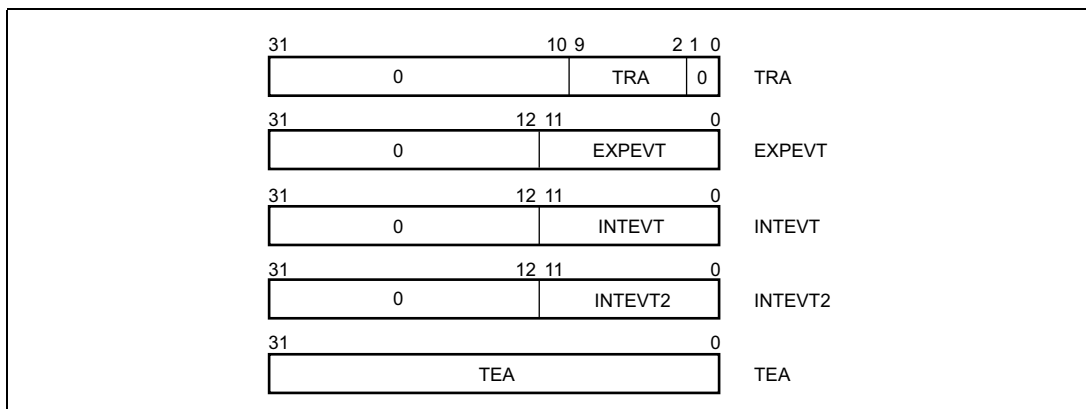 31 10 9 2 1 0
0 TRA 0 TRA
31 12 11 0
0 EXPEVT EXPEVT
31 12 11 0
0 INTEVT INTEVT
31 12 11 0
0 INTEVT2 INTEVT2
31 0
TEA TEA